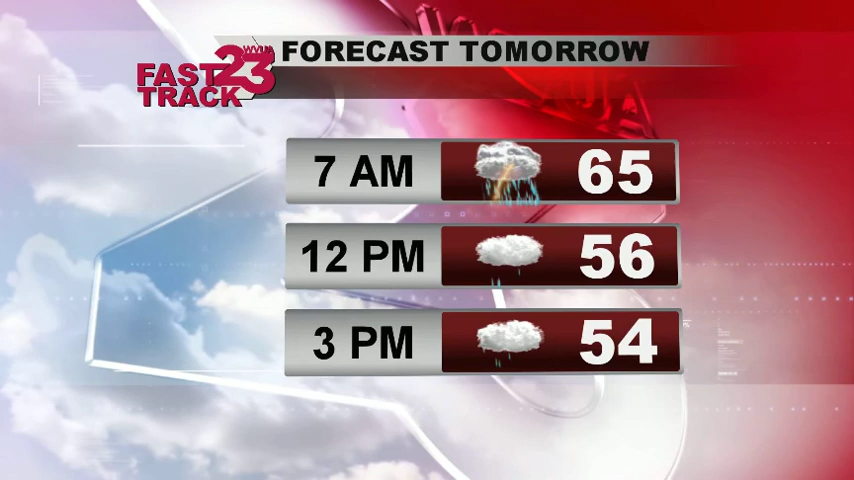 FORECAST TOMORROW
WVUA
23
FAST
TRACK
7 AM 65
12 PM 56
3 PM 54